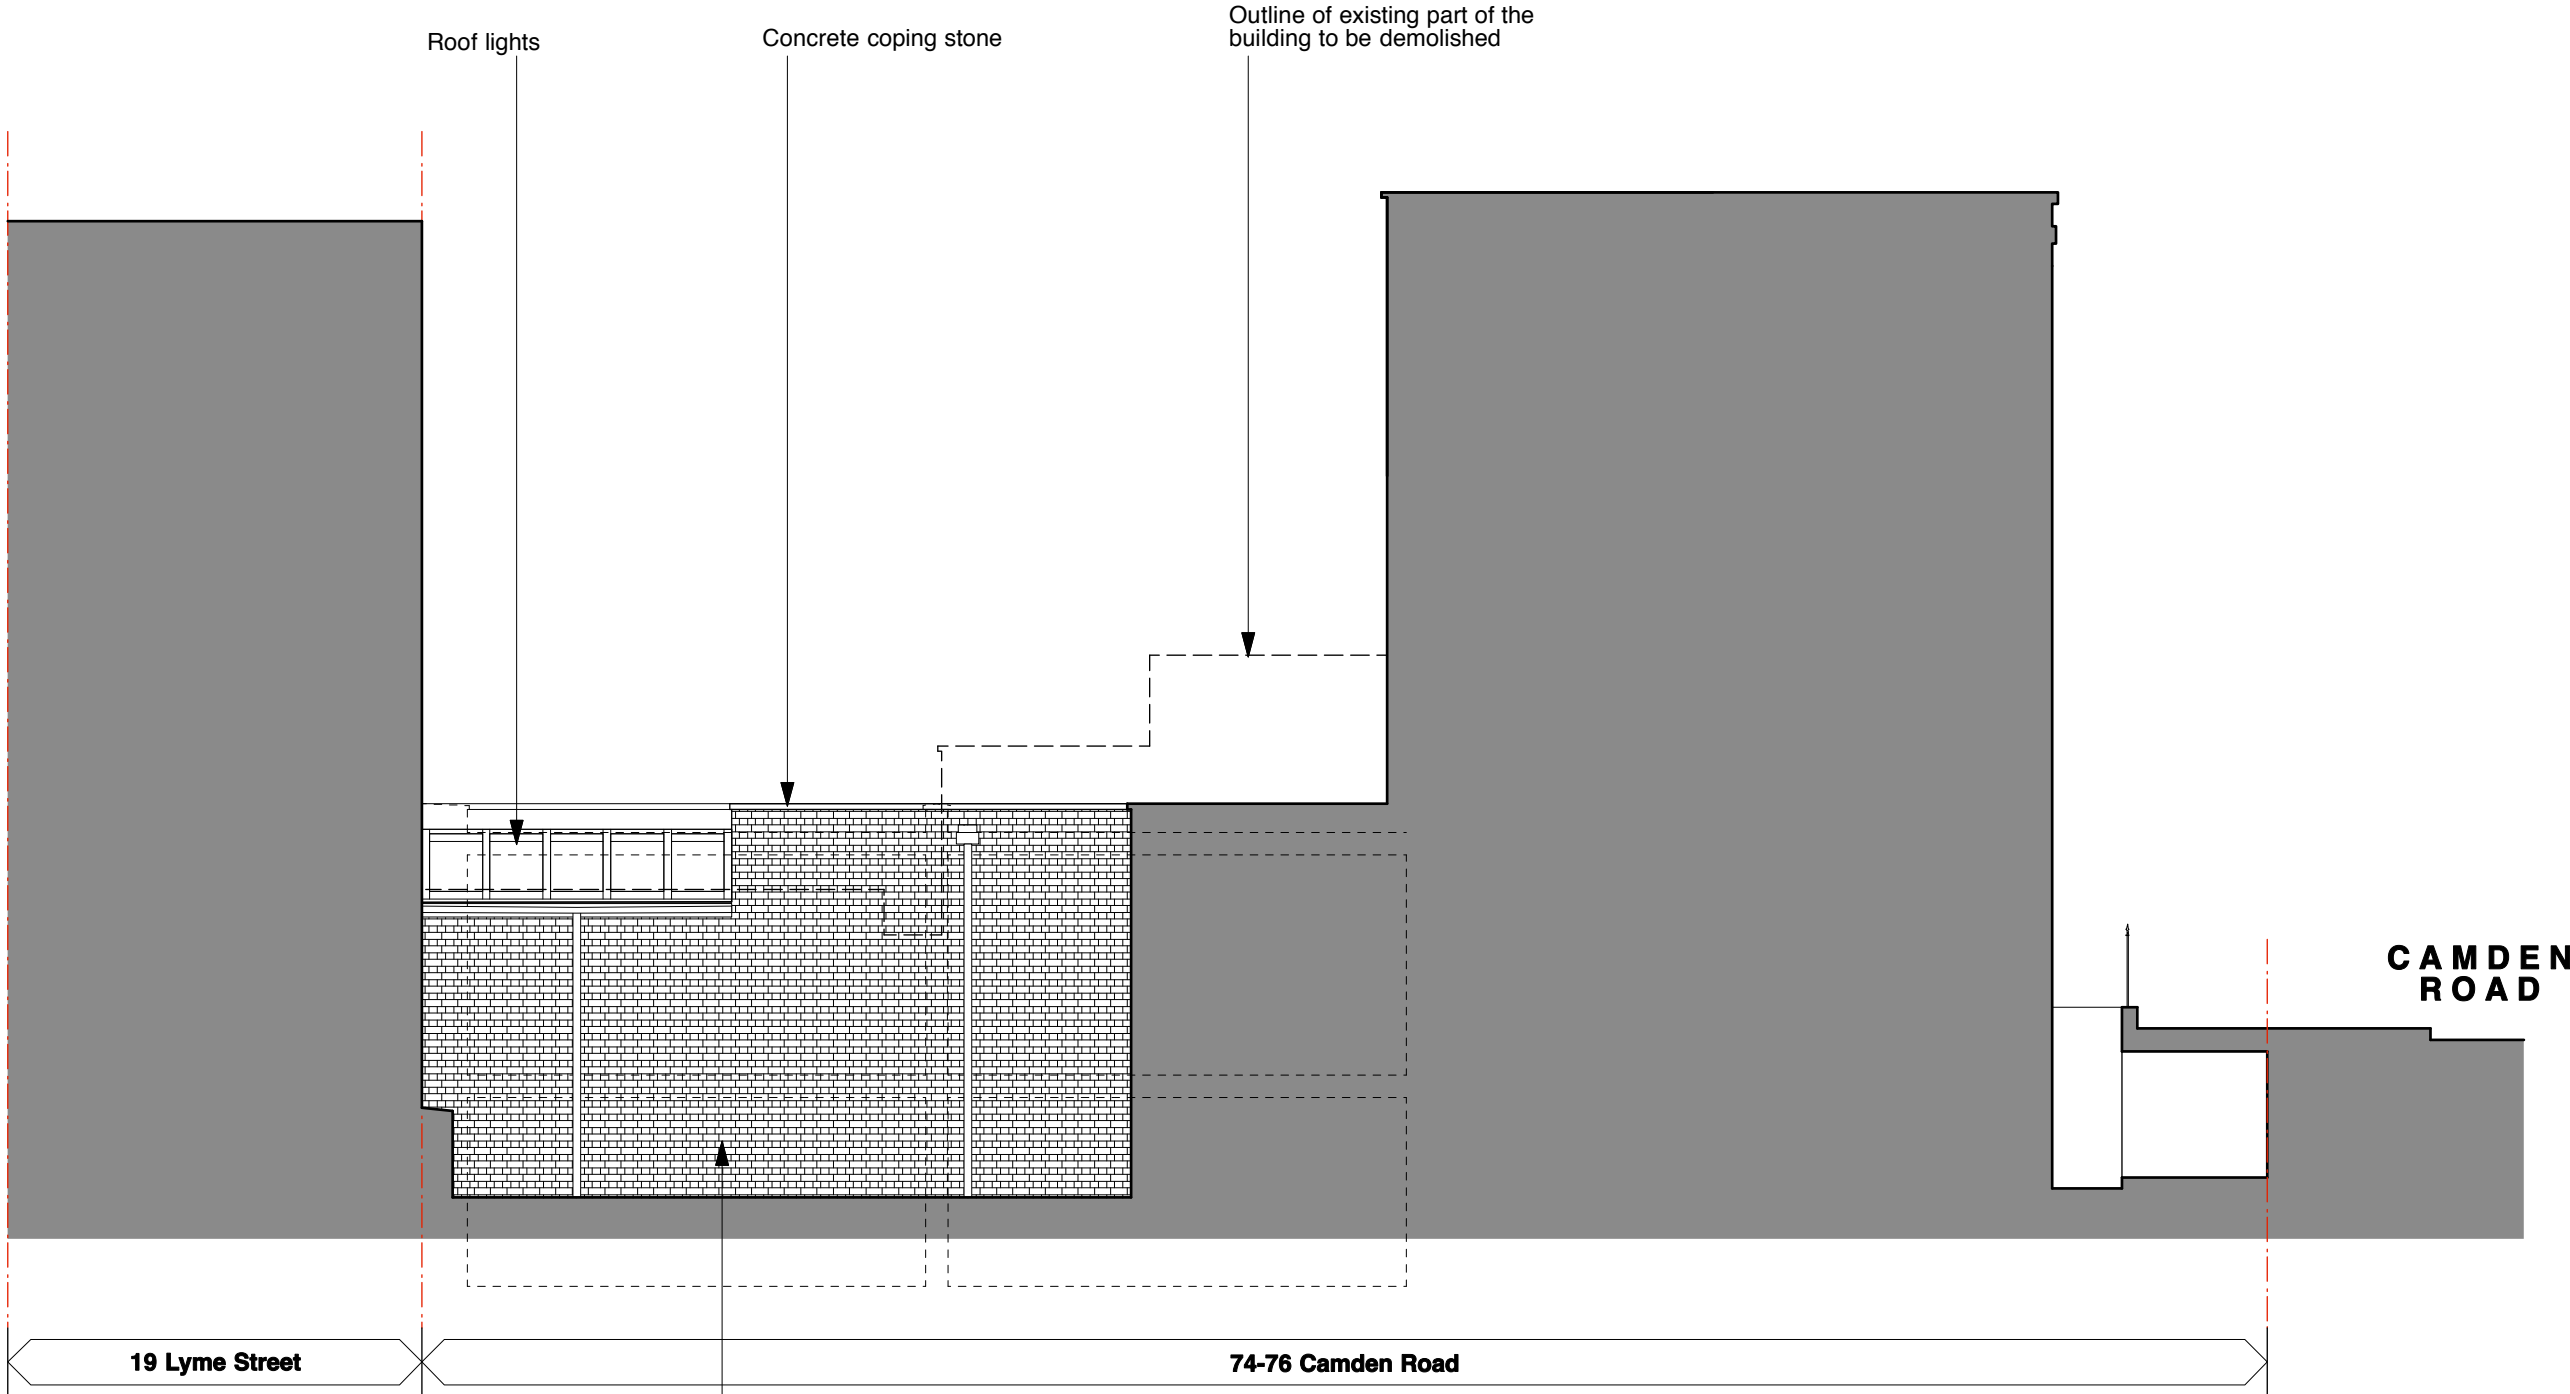 Outline of existing part of the
building to be demolished
Roof lights
Concrete coping stone
CAMDEN
ROAD
19 Lyme Street
74-76 Camden Road